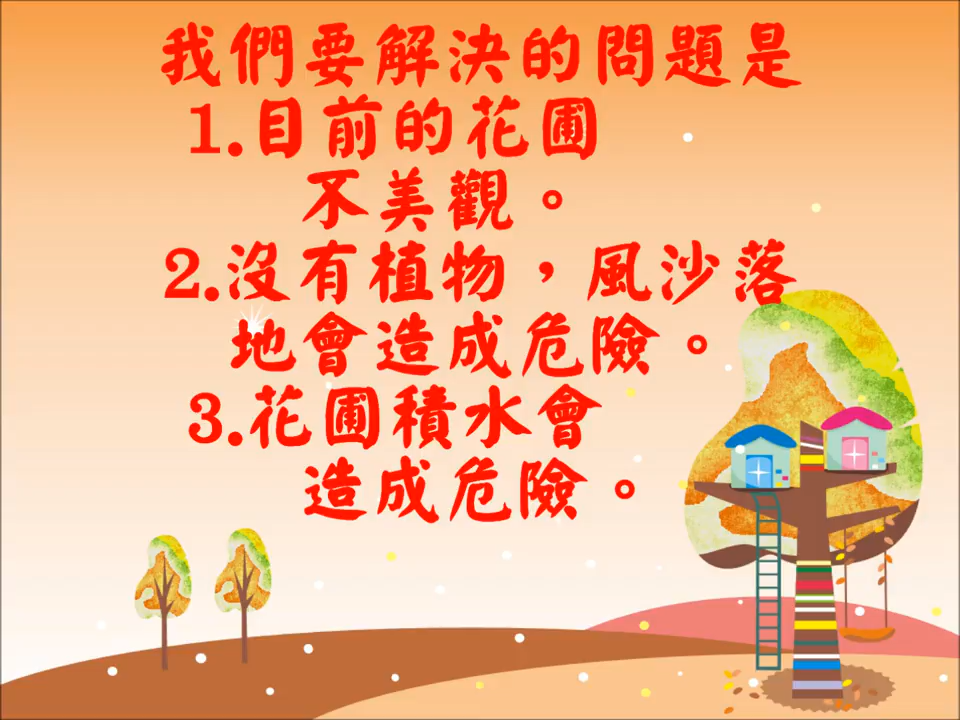 我們要解決的問題是
1.目前的花圃
不美觀。
2.沒有植物，風沙落
地會造成危險。
3.花圃積水會
造成危險。